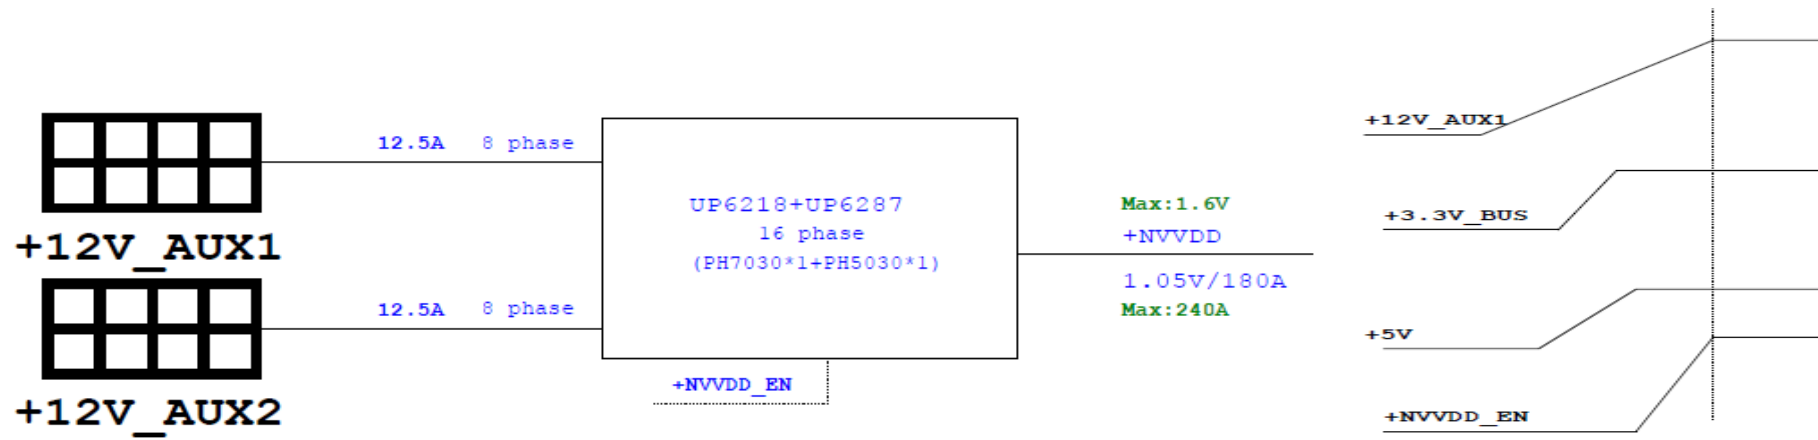 12.5A 8 phase
+12V_AUX1
12.5A 8 phase
+12V_AUX2
UP6218+UP6287
16 phase
(PH7030*1+PH5030*1)
+NVVDD_EN
Max:1.6V
+NVVDD
1.05V/180A
Max:240A
+12V_AUX1
+3.3V_BUS
+5V
+NVVDD_EN